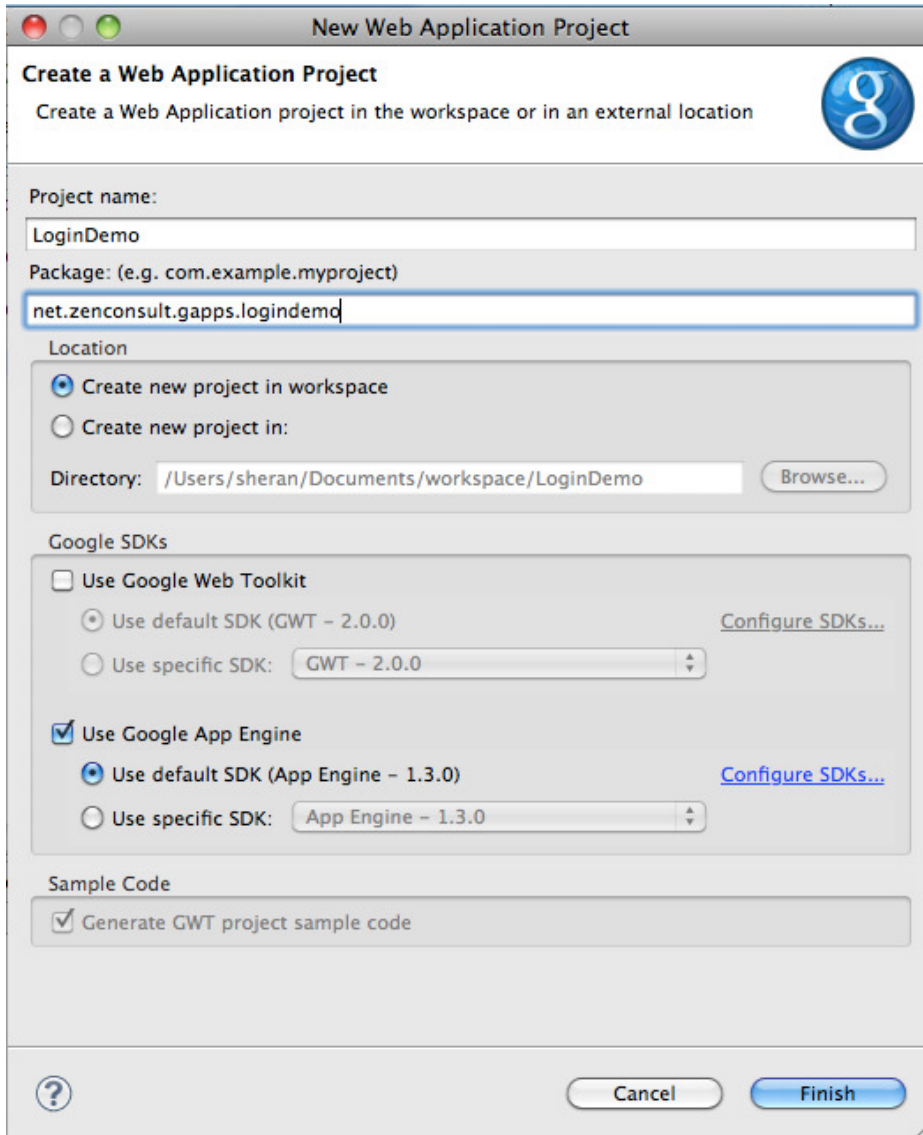 New Web Application Project
Create a Web Application Project
Create a Web Application project in the workspace or in an external location
g
Project name:
LoginDemo
Package: (e.g. com.example.myproject)
net.zenconsult.gapps.logindemo
Location
Create new project in workspace
Create new project in:
Directory: /Users/sheran/Documents/workspace/LoginDemo Browse...
Google SDKs
Use Google Web Toolkit
Use default SDK (GWT - 2.0.0) Configure SDKs...
Use specific SDK: GWT - 2.0.0
Use Google App Engine
Use default SDK (App Engine - 1.3.0) Configure SDKs...
Use specific SDK: App Engine - 1.3.0
Sample Code
Generate GWT project sample code
? Cancel Finish